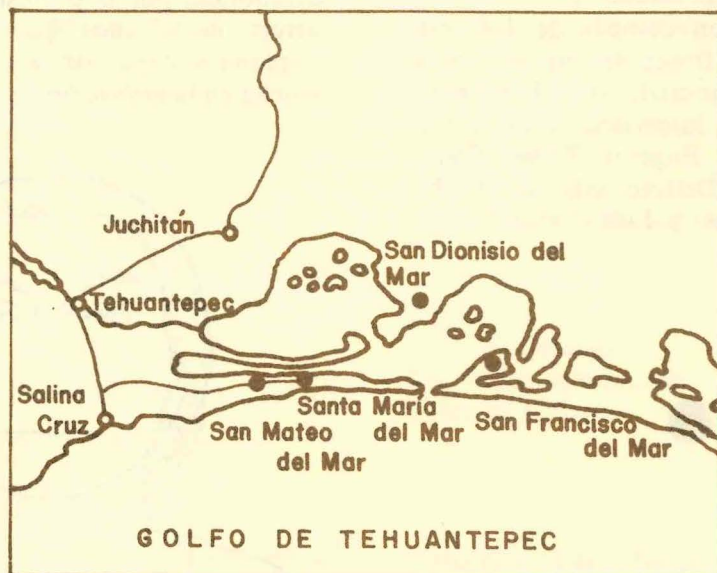 Juchitán
San Dionisio del
Mar
Tehuantepec
Salina
Cruz
Santa María
del Mar
San Mateo
del Mar
San Francisco
del Mar
GOLFO DE TEHUANTEPEC